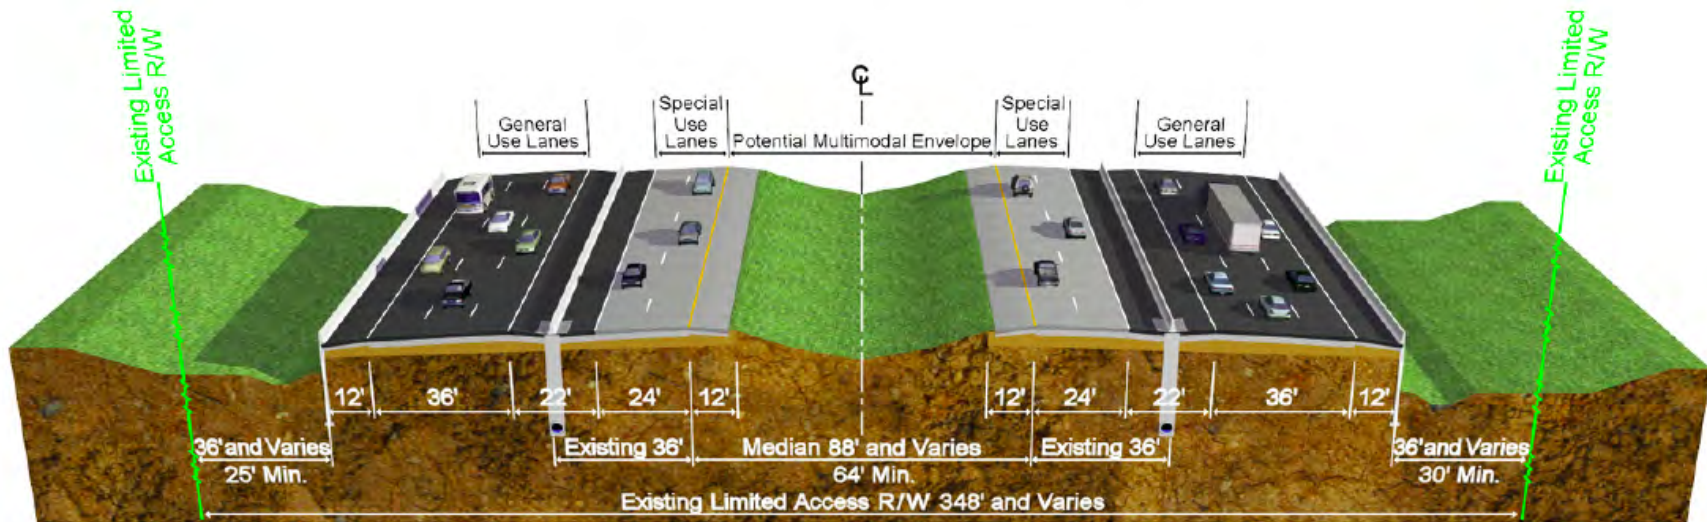 Existing Limited
Access R/W
General
Use Lanes
Special
Use
Lanes
Potential Multimodal Envelope
CL
Special
Use
Lanes
General
Use Lanes
Existing Limited
Access R/W
12' 36' 22' 24' 12' 12' 24' 22' 36' 12'
36' and Varies Existing 36' Median 88' and Varies Existing 36' 36' and Varies
25' Min. 64' Min. 30' Min.
Existing Limited Access R/W 348' and Varies